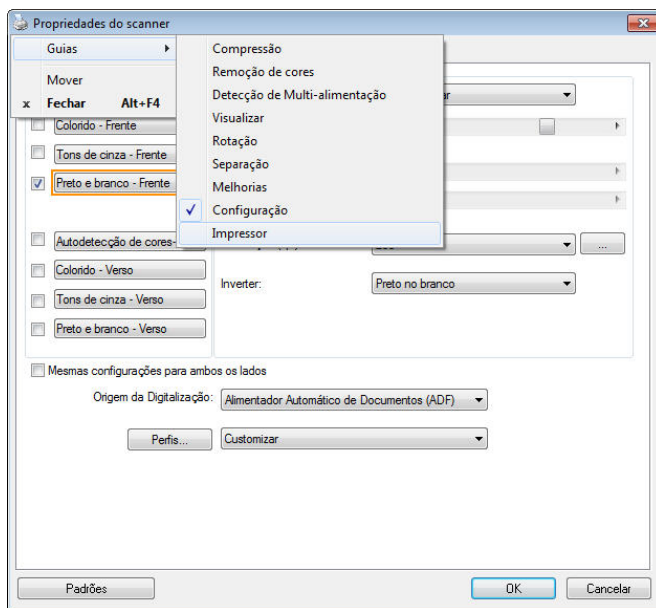 Propriedades do scanner
Guias
Mover
x Fechar Alt+F4
Compressão
Remoção de cores
Detecção de Multi-alimentação
Visualizar
Rotação
Separação
Melhorias
Configuração
Impressor
Colorido - Frente
Tons de cinza - Frente
Preto e branco - Frente
Autodetecção de cores-
Colorido - Verso
Tons de cinza - Verso
Preto e branco - Verso
Inverter: Preto no branco
...
Mesmas configurações para ambos os lados
Origem da Digitalização: Alimentador Automático de Documentos (ADF)
Perfis... Customizar
Padrões OK Cancelar